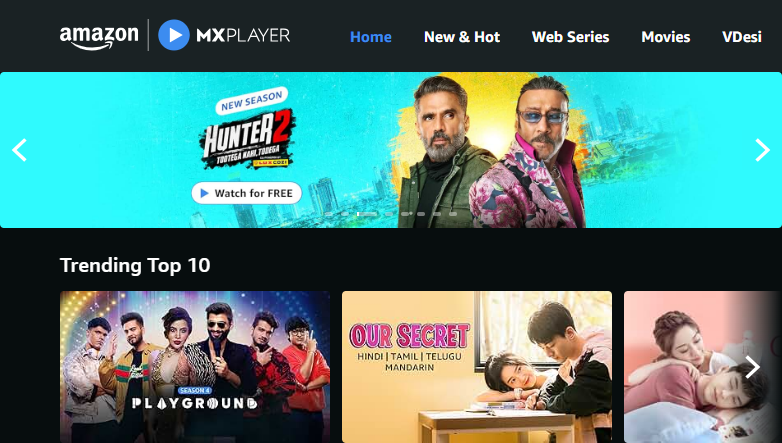 amazon MXPLAYER Home New & Hot Web Series Movies VDesi
NEW SEASON
HUNTER 2
TOOTEGA NAHI, TODEGA
Watch for FREE
Trending Top 10
OUR SECRET
HINDI | TAMIL | TELUGU
MANDARIN
SEASON 4
PLAYGROUND